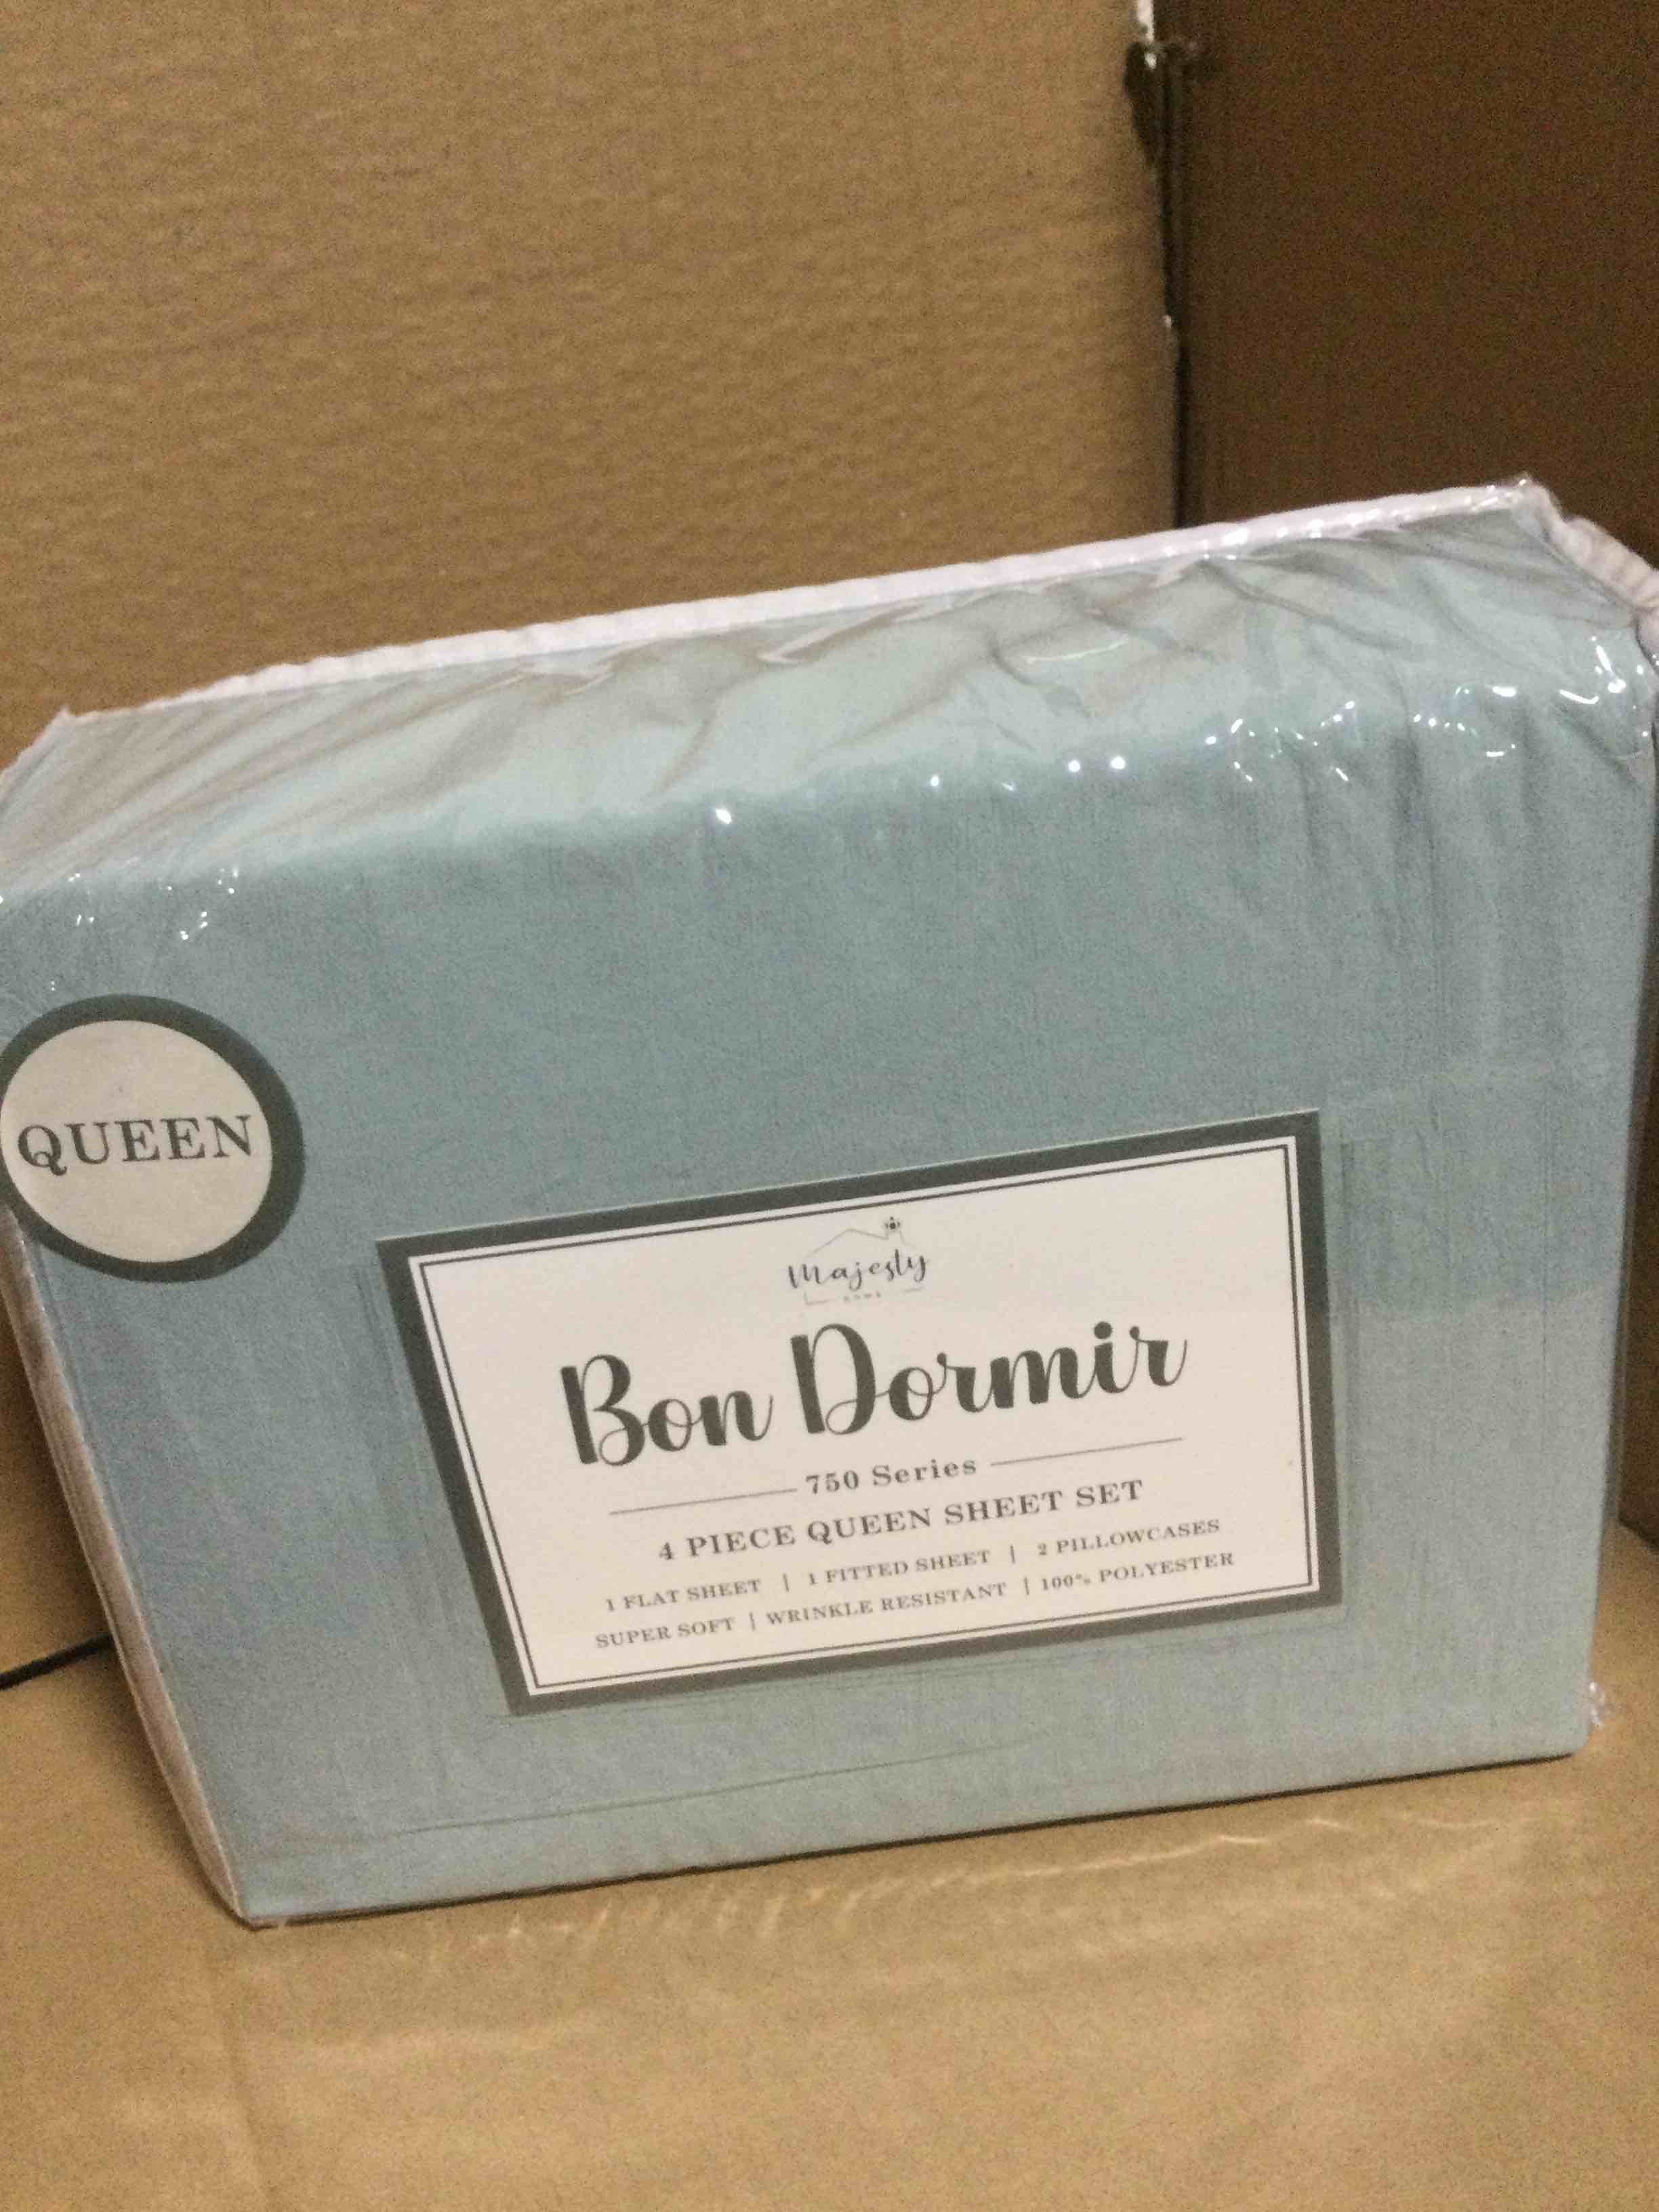 QUEEN
Majesty
HOME
Bon Dormir
750 Series
4 PIECE QUEEN SHEET SET
1 FLAT SHEET | 1 FITTED SHEET | 2 PILLOWCASES
SUPER SOFT | WRINKLE RESISTANT | 100% POLYESTER